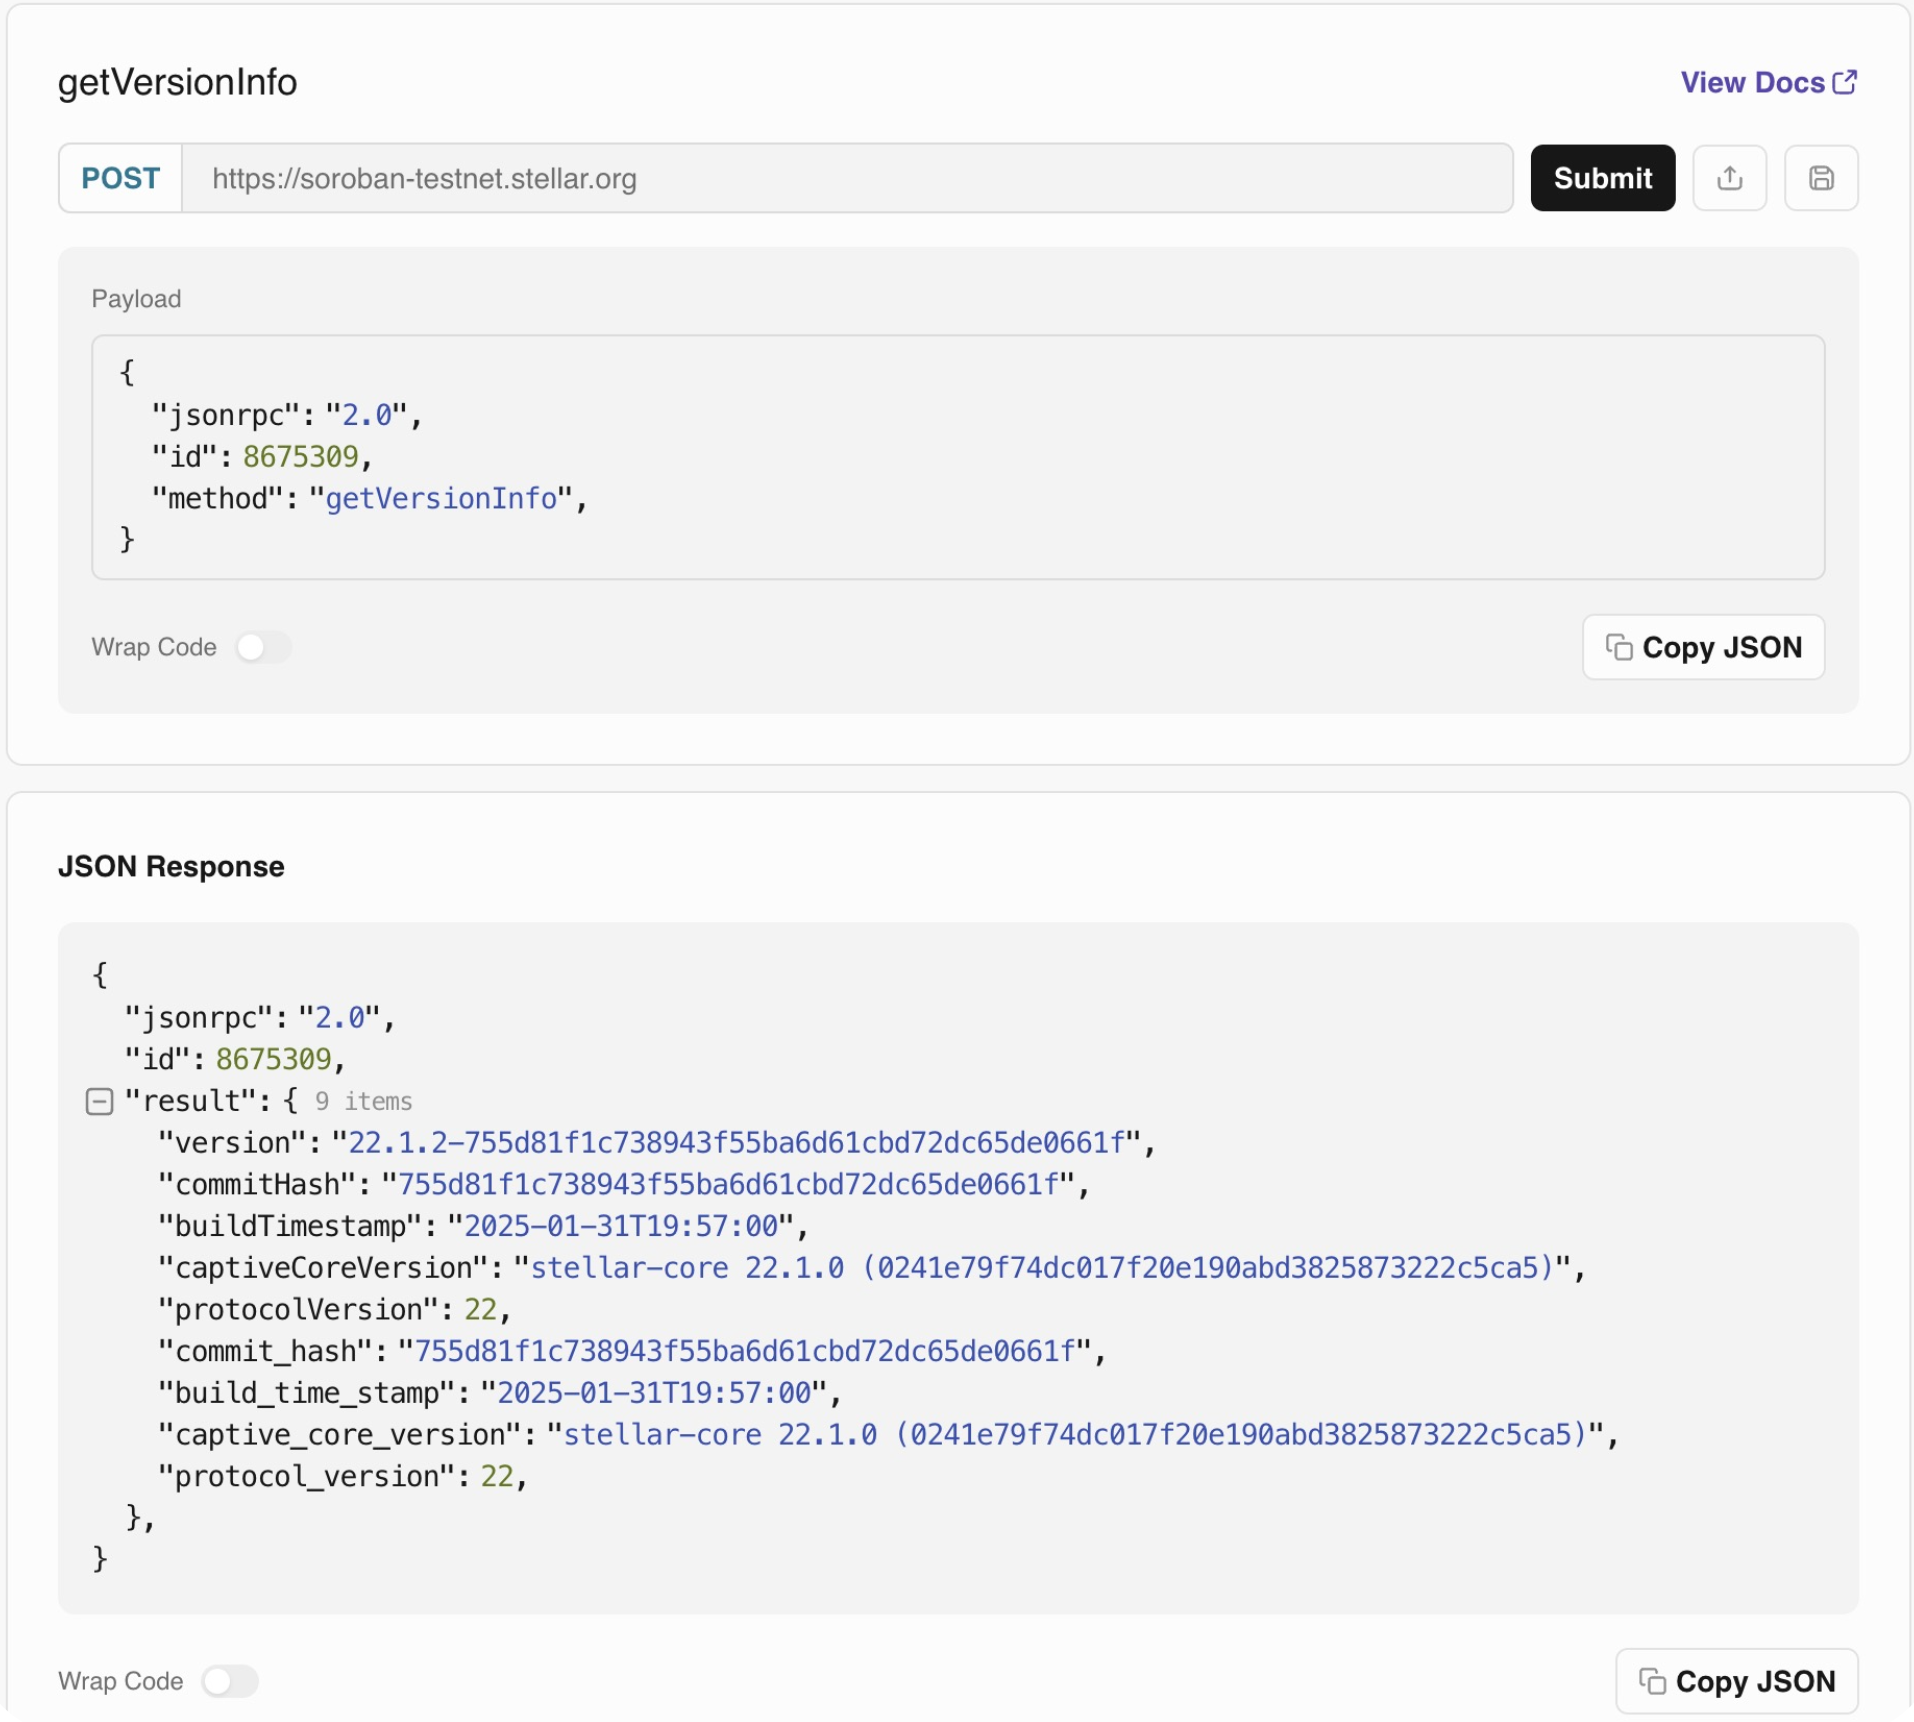 getVersionInfo
View Docs
POST
https://soroban-testnet.stellar.org
Submit
Payload
{
"jsonrpc": "2.0",
"id": 8675309,
"method": "getVersionInfo",
}
Wrap Code
Copy JSON
JSON Response
{
"jsonrpc": "2.0",
"id": 8675309,
"result": { 9 items
"version": "22.1.2-755d81f1c738943f55ba6d61cbd72dc65de0661f",
"commitHash": "755d81f1c738943f55ba6d61cbd72dc65de0661f",
"buildTimestamp": "2025-01-31T19:57:00",
"captiveCoreVersion": "stellar-core 22.1.0 (0241e79f74dc017f20e190abd3825873222c5ca5)",
"protocolVersion": 22,
"commit_hash": "755d81f1c738943f55ba6d61cbd72dc65de0661f",
"build_time_stamp": "2025-01-31T19:57:00",
"captive_core_version": "stellar-core 22.1.0 (0241e79f74dc017f20e190abd3825873222c5ca5)",
"protocol_version": 22,
},
}
Wrap Code
Copy JSON